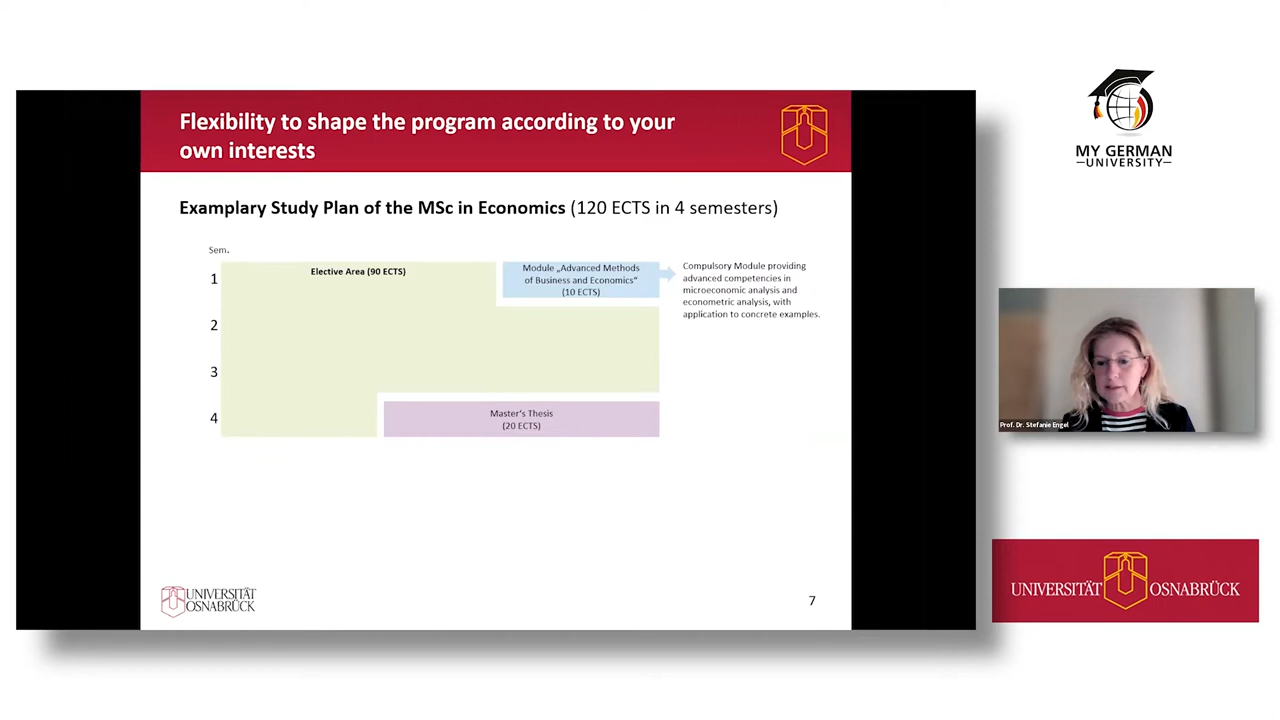 Flexibility to shape the program according to your
own interests
Examplary Study Plan of the MSc in Economics (120 ECTS in 4 semesters)
Sem.
1
2
3
4
Elective Area (90 ECTS)
Module „Advanced Methods
of Business and Economics“
(10 ECTS)
Compulsory Module providing
advanced competencies in
microeconomic analysis and
econometric analysis, with
application to concrete examples.
Master‘s Thesis
(20 ECTS)
UNIVERSITÄT
OSNABRÜCK
7
MY GERMAN
UNIVERSITY
Prof. Dr. Stefanie Engel
UNIVERSITÄT OSNABRÜCK